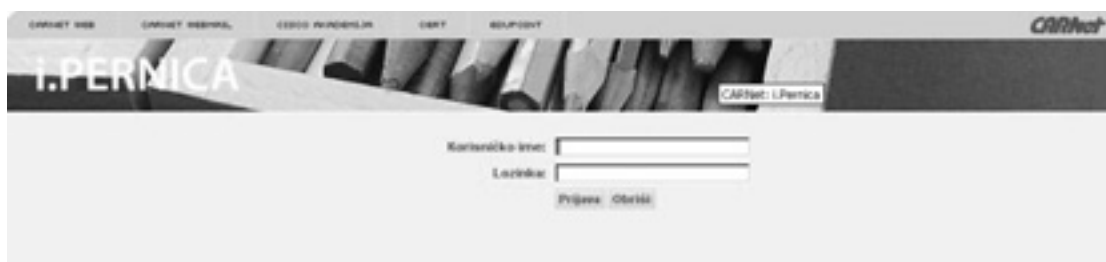 CARNET WEB CARNET WEBMAIL CISCO AKADEMIJA CERT EDUPOINT CARNet
i.PERNICA
CARNet: i.Pernica
Korisničko ime:
Lozinka:
Prijava Obriši